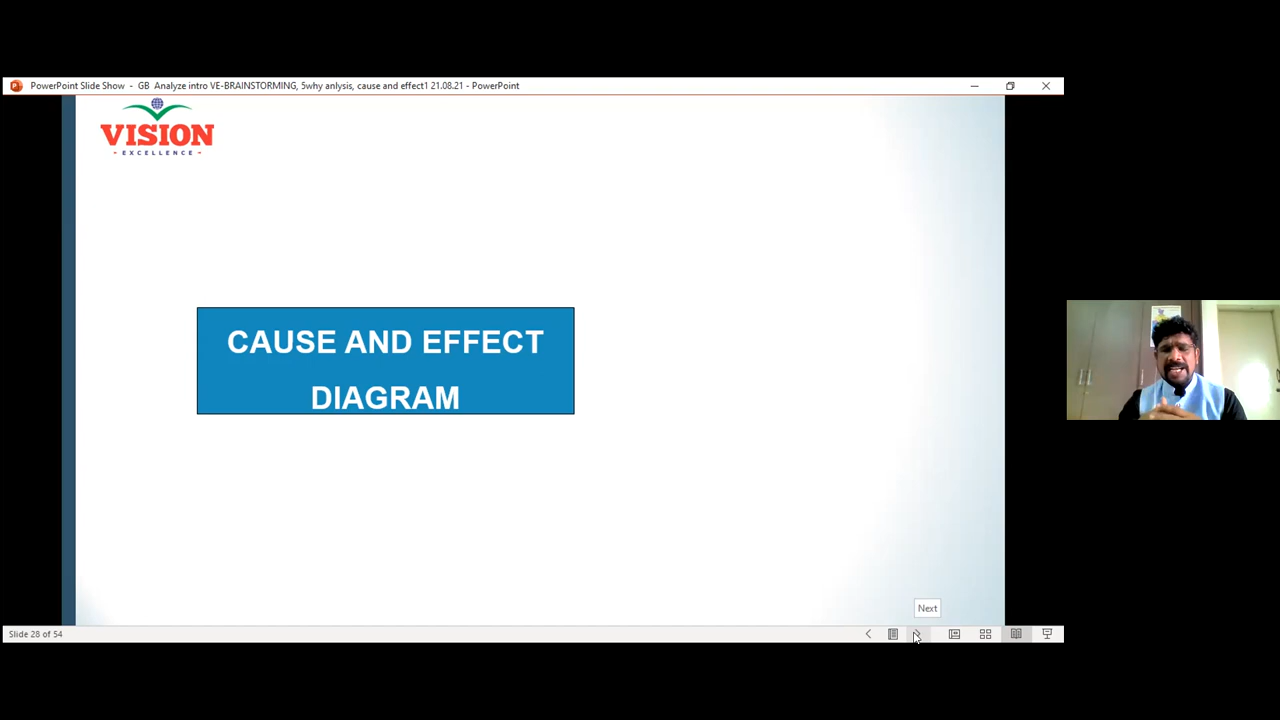 PowerPoint Slide Show - GB Analyze intro VE-BRAINSTORMING, 5why anlysis, cause and effect1 21.08.21 - PowerPoint
VISION
- EXCELLENCE -
CAUSE AND EFFECT
DIAGRAM
Next
Slide 28 of 54